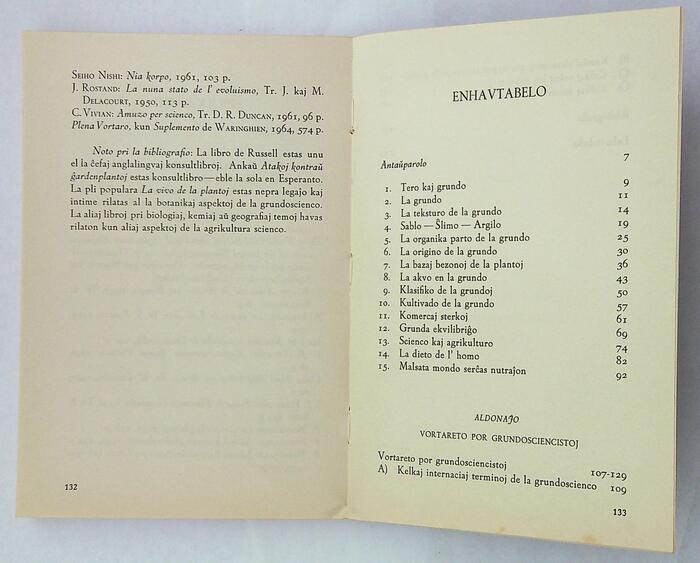 SEIHO NISHI: Nia korpo, 1961, 103 p.
J. ROSTAND: La nuna stato de l' evoluismo, Tr. J. kaj M.
DELACOURT, 1950, 113 p.
C. VIVIAN: Amuzo per scienco, Tr. D. R. DUNCAN, 1961, 96 p.
Plena Vortaro, kun Suplemento de WARINGHIEN, 1964, 574 p.
Noto pri la bibliografio: La libro de Russell estas unu
el la ĉefaj anglalingvaj konsultlibroj. Ankaŭ Atakoj kontraŭ
ĝardenplantoj estas konsultlibro—eble la sola en Esperanto.
La pli populara La vivo de la plantoj estas nepra legaĵo kaj
intime rilatas al la botanikaj aspektoj de la grundoscienco.
La aliaj libroj pri biologiaj, kemiaj aŭ geografiaj temoj havas
rilaton kun aliaj aspektoj de la agrikultura scienco.
132
ENHAVTABELO
Antaŭparolo 7
1. Tero kaj grundo 9
2. La grundo 11
3. La teksturo de la grundo 14
4. Sablo — Ŝlimo — Argilo 19
5. La organika parto de la grundo 25
6. La origino de la grundo 30
7. La bazaj bezonoj de la plantoj 36
8. La akvo en la grundo 43
9. Klasifiko de la grundoj 50
10. Kultivado de la grundo 57
11. Komercaj sterkoj 61
12. Grunda ekvilibriĝo 69
13. Scienco kaj agrikulturo 74
14. La dieto de l' homo 82
15. Malsata mondo serĉas nutraĵon 92
ALDONAĴO
VORTARETO POR GRUNDOSCIENCISTOJ
Vortareto por grundosciencistoj 107-129
A) Kelkaj internaciaj terminoj de la grundoscienco 109
133